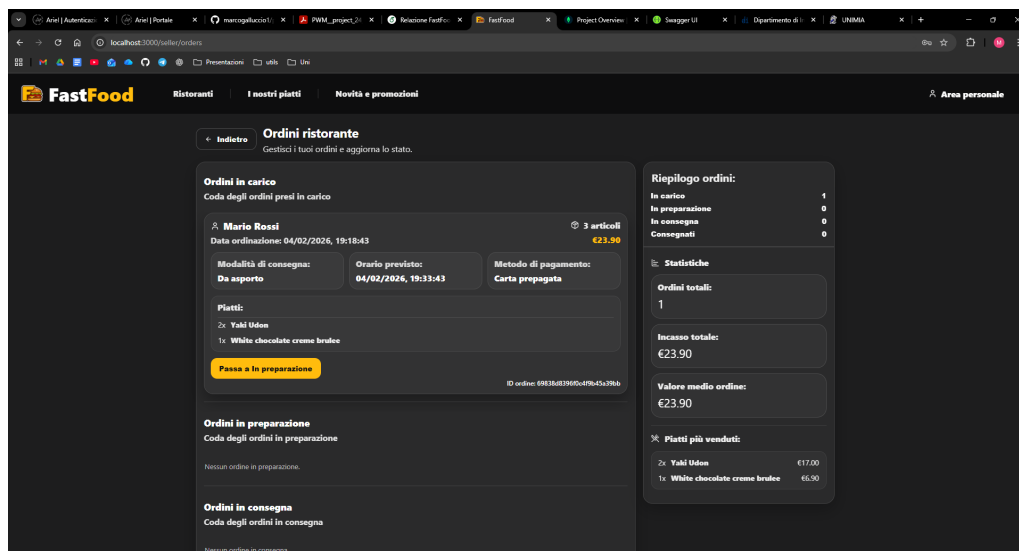 Ariel | Autenticazio
Ariel | Portale
marcogalluccio1/
PWM_project_24
Relazione FastFoo
FastFood
Project Overview
Swagger UI
Dipartimento di I
UNIMIA
localhost:3000/seller/orders
Presentazioni
utils
Uni
FastFood
Ristoranti
I nostri piatti
Novità e promozioni
Area personale
← Indietro
Ordini ristorante
Gestisci i tuoi ordini e aggiorna lo stato.
Ordini in carico
Coda degli ordini presi in carico
Mario Rossi
3 articoli
Data ordinazione: 04/02/2026, 19:18:43
€23.90
Modalità di consegna:
Da asporto
Orario previsto:
04/02/2026, 19:33:43
Metodo di pagamento:
Carta prepagata
Piatti:
2x Yaki Udon
1x White chocolate creme brulee
Passa a In preparazione
ID ordine: 69838d8396f0c4f9b45a39bb
Ordini in preparazione
Coda degli ordini in preparazione
Nessun ordine in preparazione.
Ordini in consegna
Coda degli ordini in consegna
Nessun ordine in consegna.
Riepilogo ordini:
In carico 1
In preparazione 0
In consegna 0
Consegnati 0
Statistiche
Ordini totali:
1
Incasso totale:
€23.90
Valore medio ordine:
€23.90
Piatti più venduti:
2x Yaki Udon €17.00
1x White chocolate creme brulee €6.90